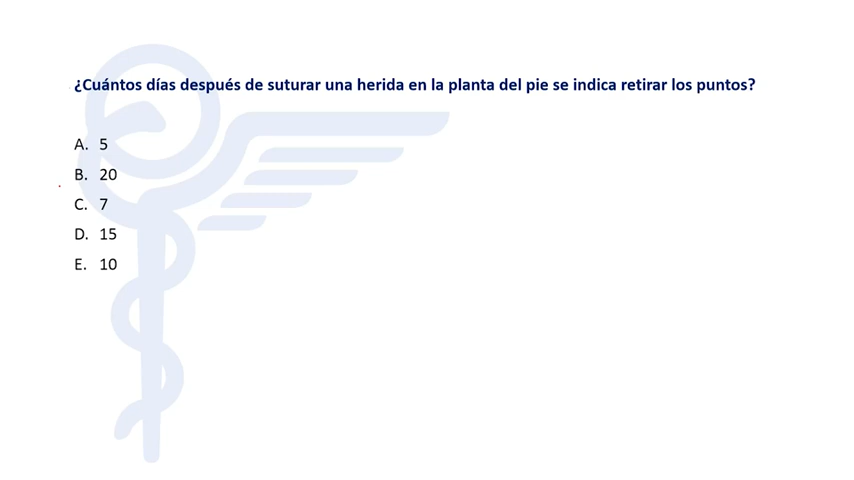 ¿Cuántos días después de suturar una herida en la planta del pie se indica retirar los puntos?
A. 5
B. 20
C. 7
D. 15
E. 10